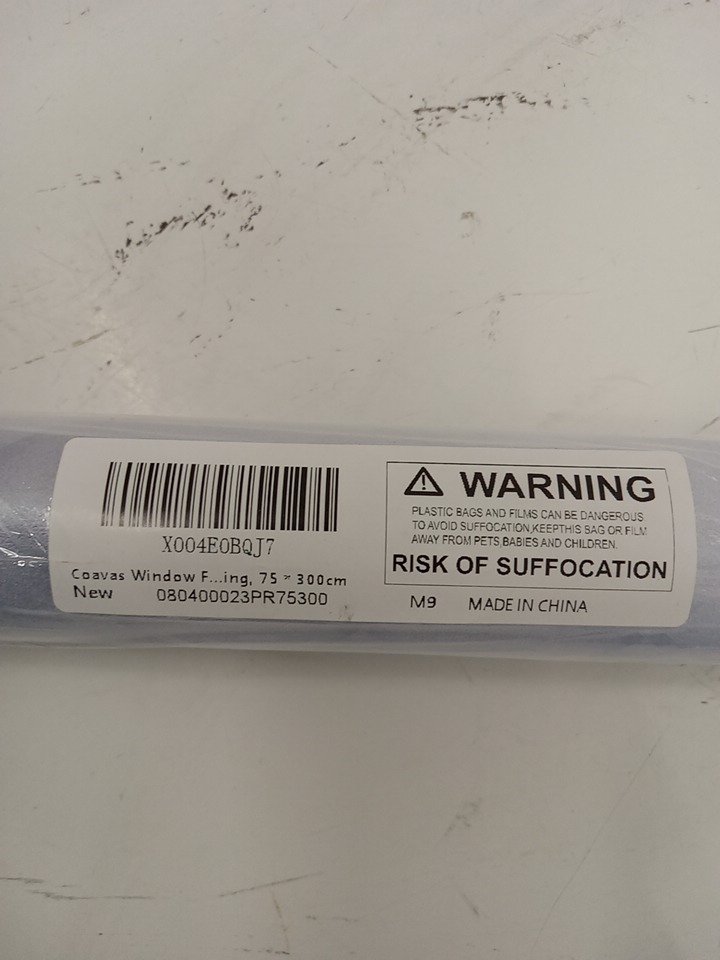 X004E0BQJ7
Coavas Window F...ing, 75 * 300cm
New 080400023PR75300
WARNING
PLASTIC BAGS AND FILMS CAN BE DANGEROUS
TO AVOID SUFFOCATION,KEEPTHIS BAG OR FILM
AWAY FROM PETS,BABIES AND CHILDREN.
RISK OF SUFFOCATION
M9 MADE IN CHINA